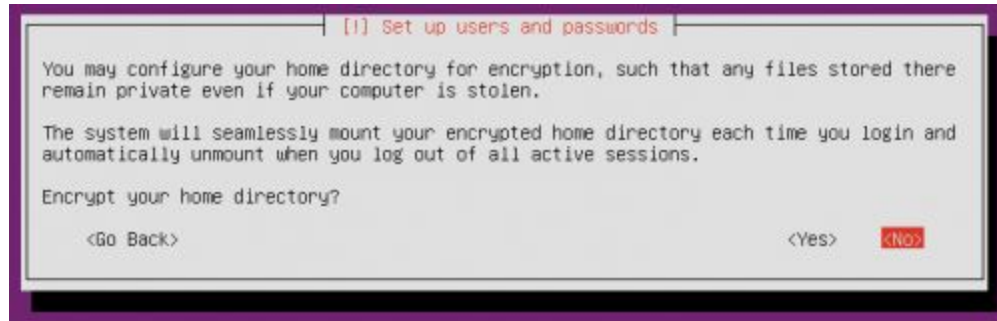 [!] Set up users and passwords
You may configure your home directory for encryption, such that any files stored there
remain private even if your computer is stolen.
The system will seamlessly mount your encrypted home directory each time you login and
automatically unmount when you log out of all active sessions.
Encrypt your home directory?
<Go Back> <Yes> <No>